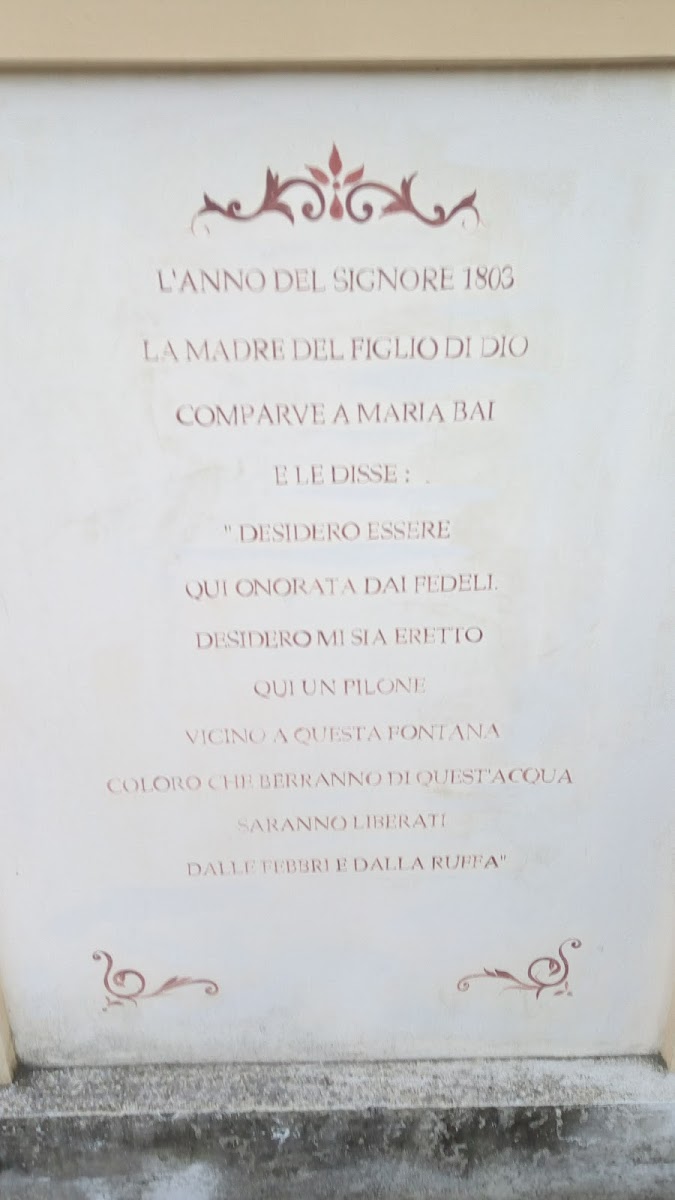 L'ANNO DEL SIGNORE 1803
LA MADRE DEL FIGLIO DI DIO
COMPARVE A MARIA BAI
E LE DISSE :
" DESIDERO ESSERE
QUI ONORATA DAI FEDELI.
DESIDERO MI SIA ERETTO
QUI UN PILONE
VICINO A QUESTA FONTANA
COLORO CHE BERRANNO DI QUEST'ACQUA
SARANNO LIBERATI
DALLE FEBBRI E DALLA RUFFA"